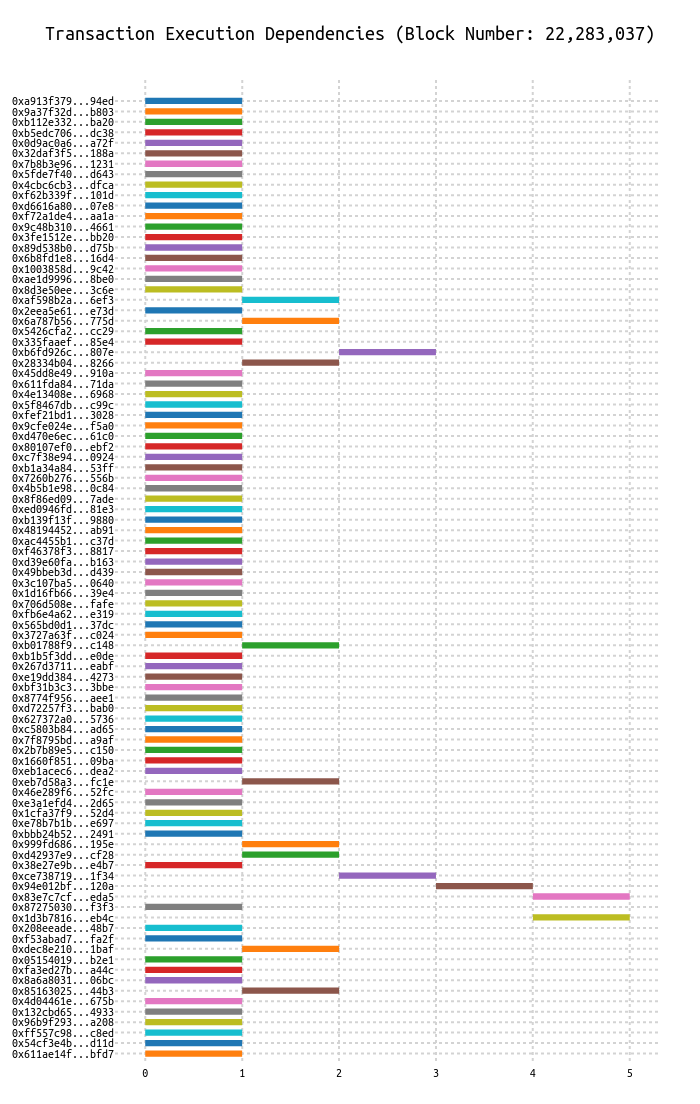 Transaction Execution Dependencies (Block Number: 22,283,037)
0xa913f379...94ed
0x9a37f32d...b803
0xb112e332...ba20
0xb5edc706...dc38
0x0d9ac0a6...a72f
0x32daf3f5...188a
0x7b8b3e96...1231
0x5fde7f40...d643
0x4cbc6cb3...dfca
0xf62b339f...101d
0xd6616a80...07e8
0xf72a1de4...aa1a
0x9c48b310...4661
0x3fe1512e...bb20
0x89d538b0...d75b
0x6b8fd1e8...16d4
0x1003858d...9c42
0xae1d9996...8be0
0x8d3e50ee...3c6e
0xaf598b2a...6ef3
0x2eea5e61...e73d
0x6a787b56...775d
0x5426cfa2...cc29
0x335faaef...85e4
0xb6fd926c...807e
0x28334b04...8266
0x45dd8e49...910a
0x611fda84...71da
0x4e13408e...6968
0x5f8467db...c99c
0xfef21bd1...3028
0x9cfe024e...f5a0
0xd470e6ec...61c0
0x80107ef0...ebf2
0xc7f38e94...0924
0xb1a34a84...53ff
0x7260b276...556b
0x4b5b1e98...0c84
0x8f86ed09...7ade
0xed0946fd...81e3
0xb139f13f...9880
0x48194452...ab91
0xac4455b1...c37d
0xf46378f3...8817
0xd39e60fa...b163
0x49bbeb3d...d439
0x3c107ba5...0640
0x1d16fb66...39e4
0x706d508e...fafe
0xfb6e4a62...e319
0x565bd0d1...37dc
0x3727a63f...c024
0xb01788f9...c148
0xb1b5f3dd...e0de
0x267d3711...eabf
0xe19dd384...4273
0xbf31b3c3...3bbe
0x8774f956...aee1
0xd72257f3...bab0
0x627372a0...5736
0xc5803b84...ad65
0x7f8795bd...a9af
0x2b7b89e5...c150
0x1660f851...09ba
0xeb1acec6...dea2
0xeb7d58a3...fc1e
0x46e289f6...52fc
0xe3a1efd4...2d65
0x1cfa37f9...52d4
0xe78b7b1b...e697
0xbbb24b52...2491
0x999fd686...195e
0xd42937e9...cf28
0x38e27e9b...e4b7
0xce738719...1f34
0x94e012bf...120a
0x83e7c7cf...eda5
0x87275030...f3f3
0x1d3b7816...eb4c
0x208eeade...48b7
0xf53abad7...fa2f
0xdec8e210...1baf
0x05154019...b2e1
0xfa3ed27b...a44c
0x8a6a8031...06bc
0x85163025...44b3
0x4d04461e...675b
0x132cbd65...4933
0x96b9f293...a208
0xff557c98...c8ed
0x54cf3e4b...d11d
0x611ae14f...bfd7
0 1 2 3 4 5